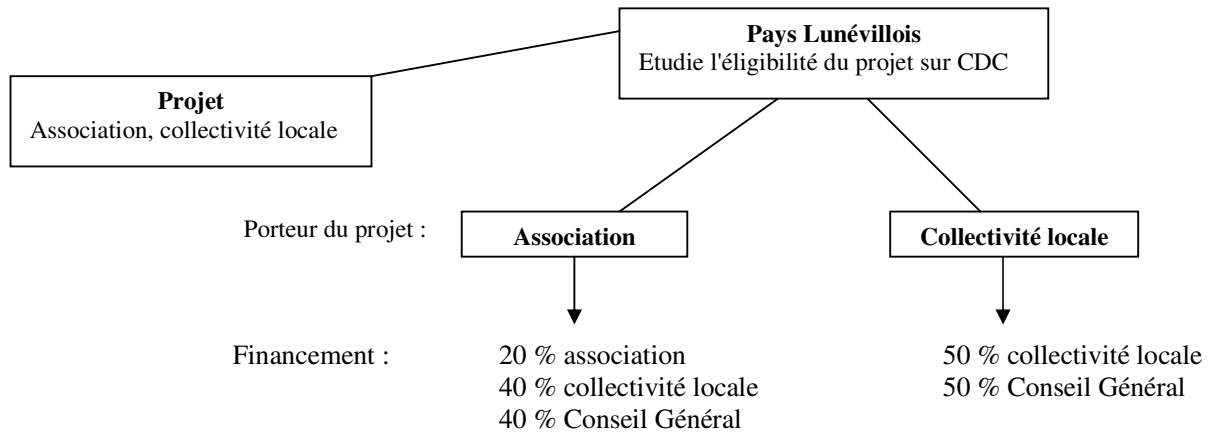 Pays Lunévillois
Etudie l'éligibilité du projet sur CDC
Projet
Association, collectivité locale
Porteur du projet :
Association
Collectivité locale
Financement :
20 % association
40 % collectivité locale
40 % Conseil Général
50 % collectivité locale
50 % Conseil Général